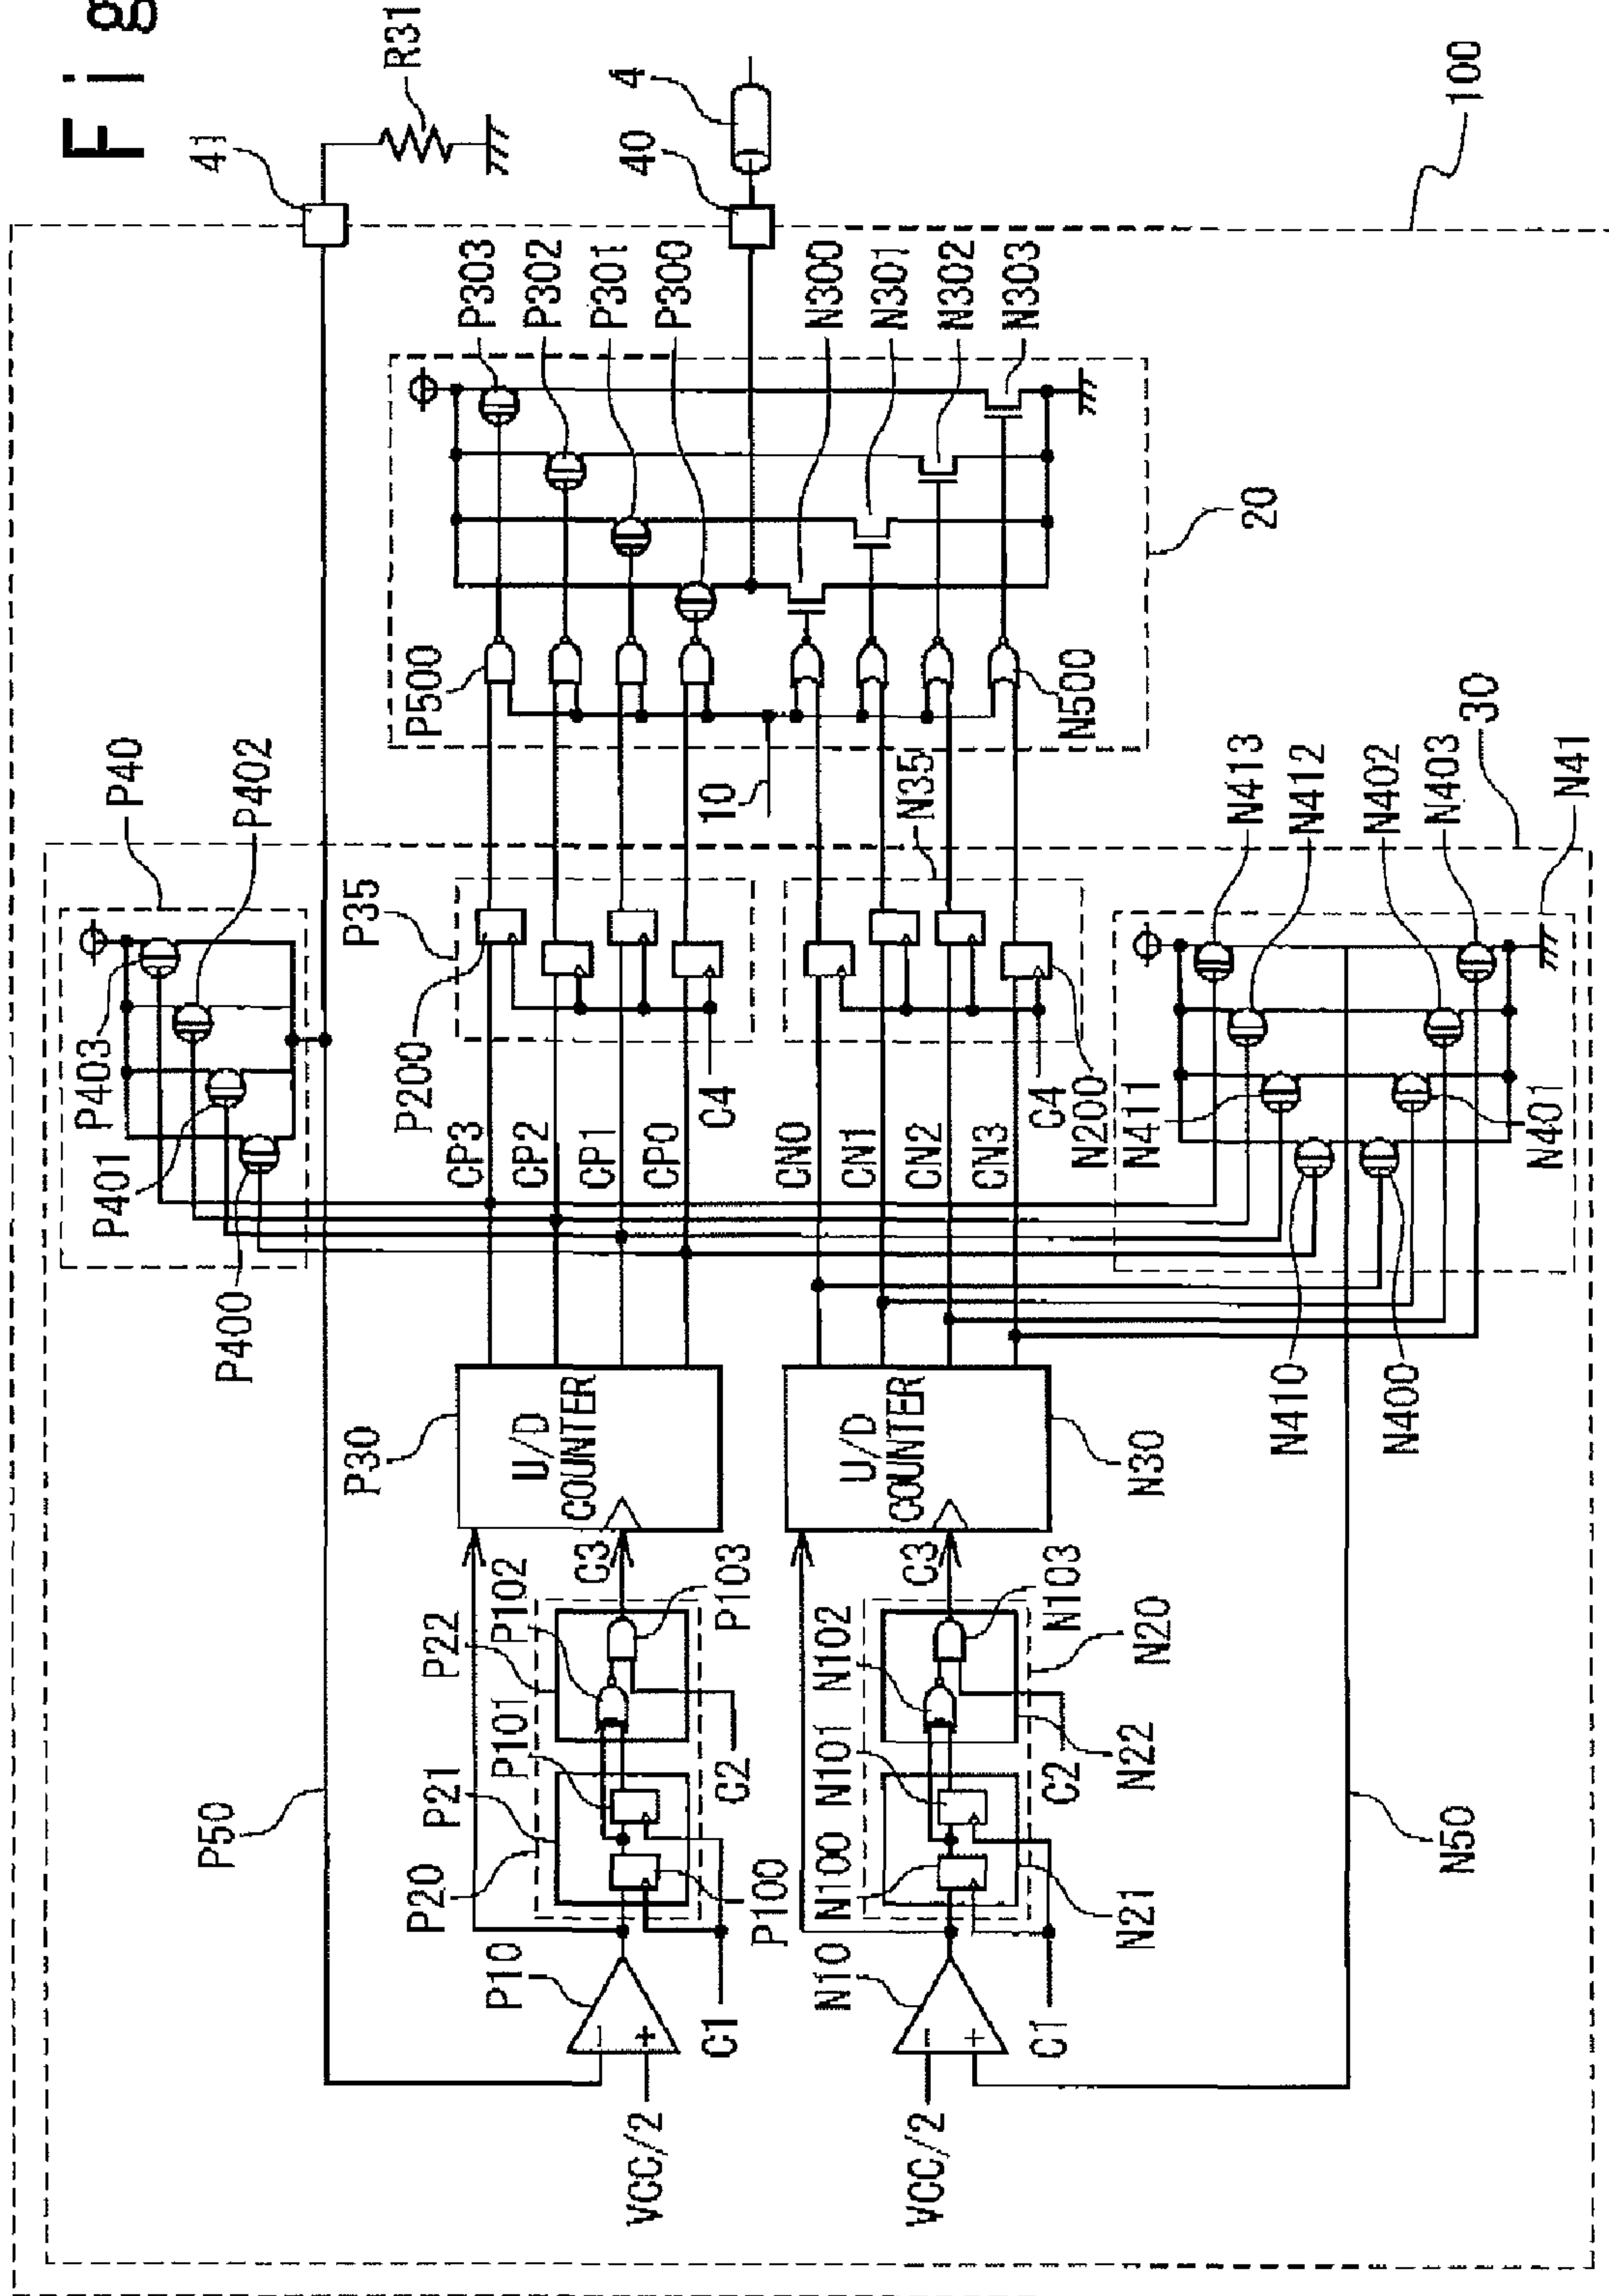 Fig
41
R31
4
40
100
P303
P302
P301
P300
N300
N301
N302
N303
20
P500
N500
10
P40
P402
P403
P401
P400
P35
P200
C4
N35
N200
C4
30
N41
N413
N412
N402
N403
N411
N401
N410
N400
CP3
CP2
CP1
CP0
CN0
CN1
CN2
CN3
P30
U/D
COUNTER
N30
U/D
COUNTER
C3
P103
P102
P22
P101
P21
P20
C2
P100
C1
P10
VCC/2
-
+
P50
C3
N103
N102
N20
N101
N22
C2
N100
N21
C1
N10
VCC/2
-
+
N50